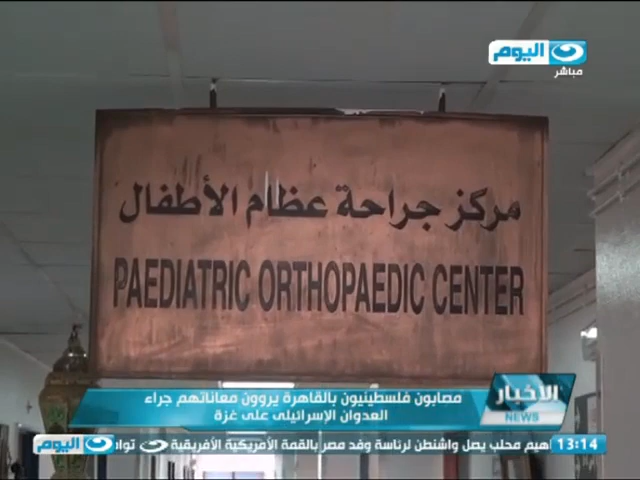 اليوم
مباشر
مركز جراحة عظام الأطفال
PAEDIATRIC ORTHOPAEDIC CENTER
مصابون فلسطينيون بالقاهرة يروون معاناتهم جراء
العدوان الإسرائيلى على غزة
الأخبار
NEWS
اليوم
هيم محلب يصل واشنطن لرئاسة وفد مصر بالقمة الأمريقية الأفريقية
13:14